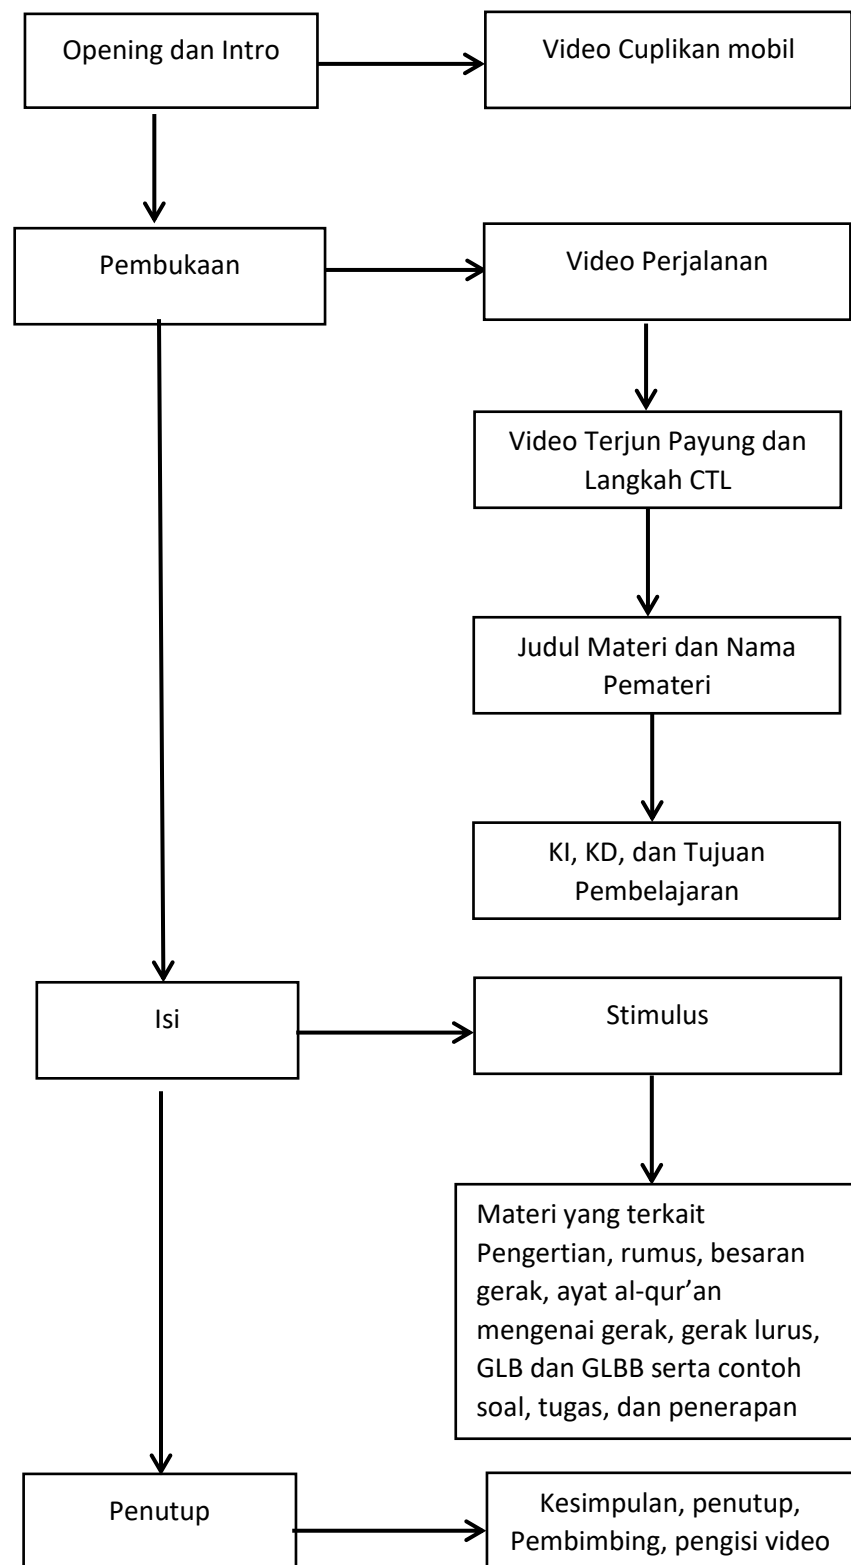 Opening dan Intro
Video Cuplikan mobil
Pembukaan
Video Perjalanan
Video Terjun Payung dan
Langkah CTL
Judul Materi dan Nama
Pemateri
KI, KD, dan Tujuan
Pembelajaran
Isi
Stimulus
Materi yang terkait
Pengertian, rumus, besaran
gerak, ayat al-qur’an
mengenai gerak, gerak lurus,
GLB dan GLBB serta contoh
soal, tugas, dan penerapan
Penutup
Kesimpulan, penutup,
Pembimbing, pengisi video